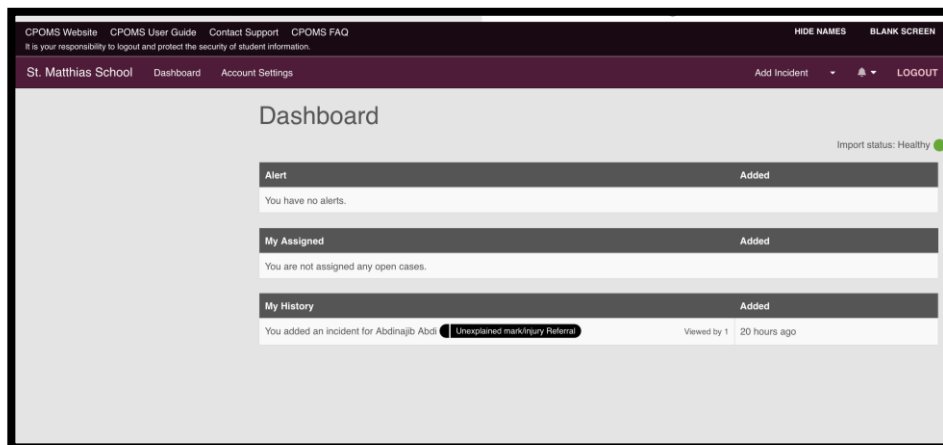 CPOMS Website CPOMS User Guide Contact Support CPOMS FAQ HIDE NAMES BLANK SCREEN
It is your responsibility to logout and protect the security of student information.
St. Matthias School Dashboard Account Settings Add Incident LOGOUT
Dashboard
Import status: Healthy
Alert Added
You have no alerts.
My Assigned Added
You are not assigned any open cases.
My History Added
You added an incident for Abdinajib Abdi Unexplained mark/injury Referral Viewed by 1 20 hours ago